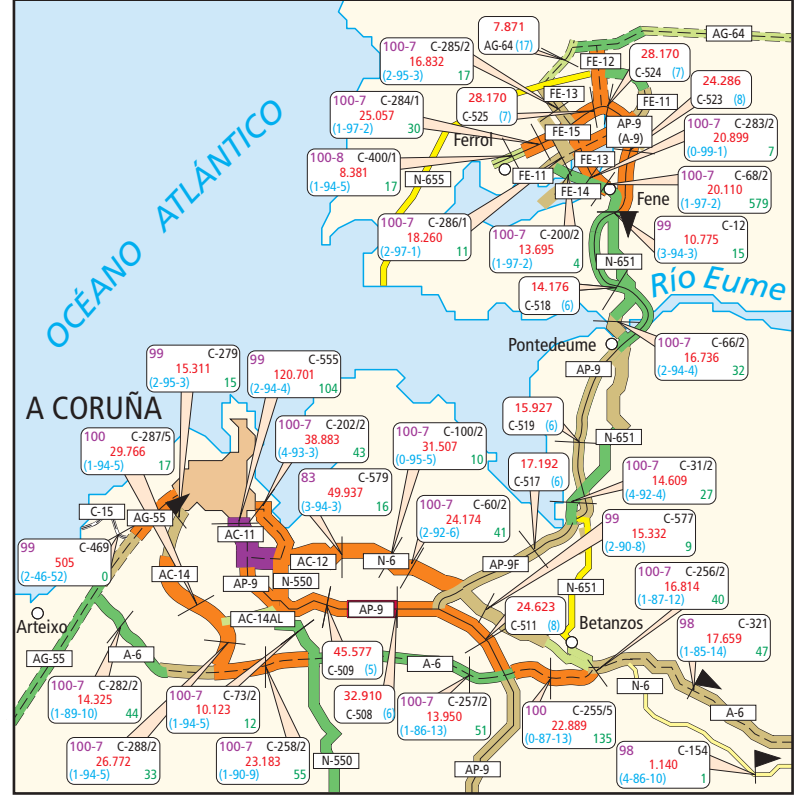 7.871
AG-64 (17)
AG-64
100-7 C-285/2
16.832
(2-95-3) 17
FE-12
28.170
C-524 (7)
24.286
C-523 (8)
FE-13
FE-11
28.170
C-525 (7)
100-7 C-284/1
25.057
(1-97-2) 30
AP-9
(A-9)
100-7 C-283/2
20.899
(0-99-1) 7
FE-15
Ferrol
100-8 C-400/1
8.381
(1-94-5) 17
FE-13
FE-11
N-655
FE-14
100-7 C-68/2
20.110
(1-97-2) 579
Fene
100-7 C-286/1
18.260
(2-97-1) 11
100-7 C-200/2
13.695
(1-97-2) 4
99 C-12
10.775
(3-94-3) 15
N-651
OCÉANO ATLÁNTICO
Río Eume
14.176
C-518 (6)
Pontedeume
100-7 C-66/2
16.736
(2-94-4) 32
AP-9
99 C-279
15.311
(2-95-3) 15
99 C-555
120.701
(2-94-4) 104
A CORUÑA
15.927
C-519 (6)
N-651
100 C-287/5
29.766
(1-94-5) 17
100-7 C-202/2
38.883
(4-93-3) 43
100-7 C-100/2
31.507
(0-95-5) 10
17.192
C-517 (6)
100-7 C-31/2
14.609
(4-92-4) 27
83 C-579
49.937
(3-94-3) 16
100-7 C-60/2
24.174
(2-92-6) 41
C-15
AG-55
AC-11
99 C-577
15.332
(2-90-8) 9
99 C-469
505
(2-46-52) 0
AC-12
N-6
AP-9F
AC-14
AP-9
N-550
N-651
100-7 C-256/2
16.814
(1-87-12) 40
Arteixo
AC-14AL
AP-9
24.623
C-511 (8)
Betanzos
98 C-321
17.659
(1-85-14) 47
AG-55
A-6
45.577
C-509 (5)
A-6
N-6
100-7 C-282/2
14.325
(1-89-10) 44
100-7 C-73/2
10.123
(1-94-5) 12
32.910
C-508 (6)
100-7 C-257/2
13.950
(1-86-13) 51
100 C-255/5
22.889
(0-87-13) 135
A-6
100-7 C-288/2
26.772
(1-94-5) 33
100-7 C-258/2
23.183
(1-90-9) 55
N-550
AP-9
98 C-154
1.140
(4-86-10) 1